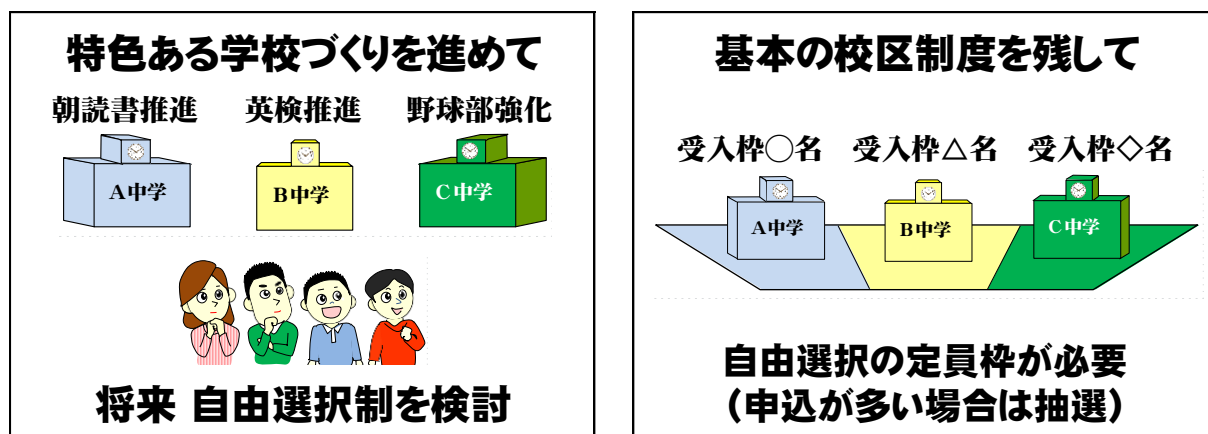 特色ある学校づくりを進めて
朝読書推進 英検推進 野球部強化
A中学 B中学 C中学
将来 自由選択制を検討
基本の校区制度を残して
受入枠○名 受入枠△名 受入枠◇名
A中学 B中学 C中学
自由選択の定員枠が必要
（申込が多い場合は抽選）